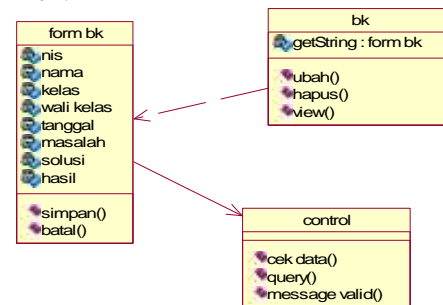 form bk
nis
nama
kelas
wali kelas
tanggal
masalah
solusi
hasil
simpan()
batal()
bk
getString : form bk
ubah()
hapus()
view()
control
cek data()
query()
message valid()